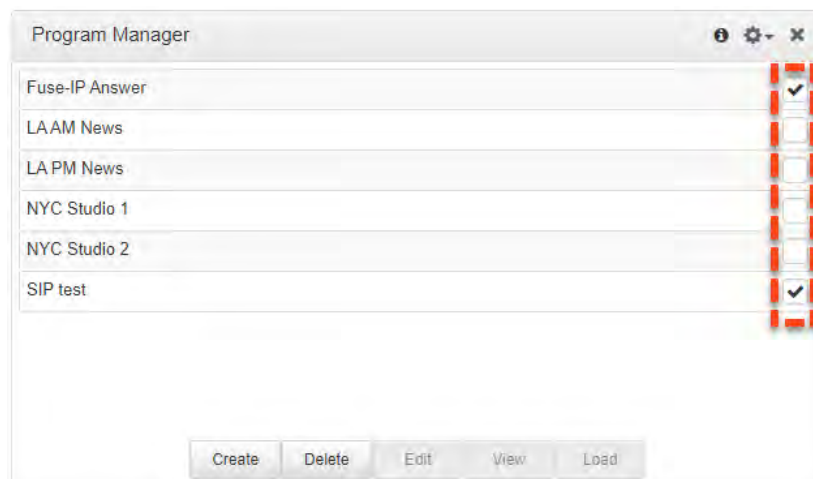 Program Manager
Fuse-IP Answer
LA AM News
LA PM News
NYC Studio 1
NYC Studio 2
SIP test
Create Delete Edit View Load